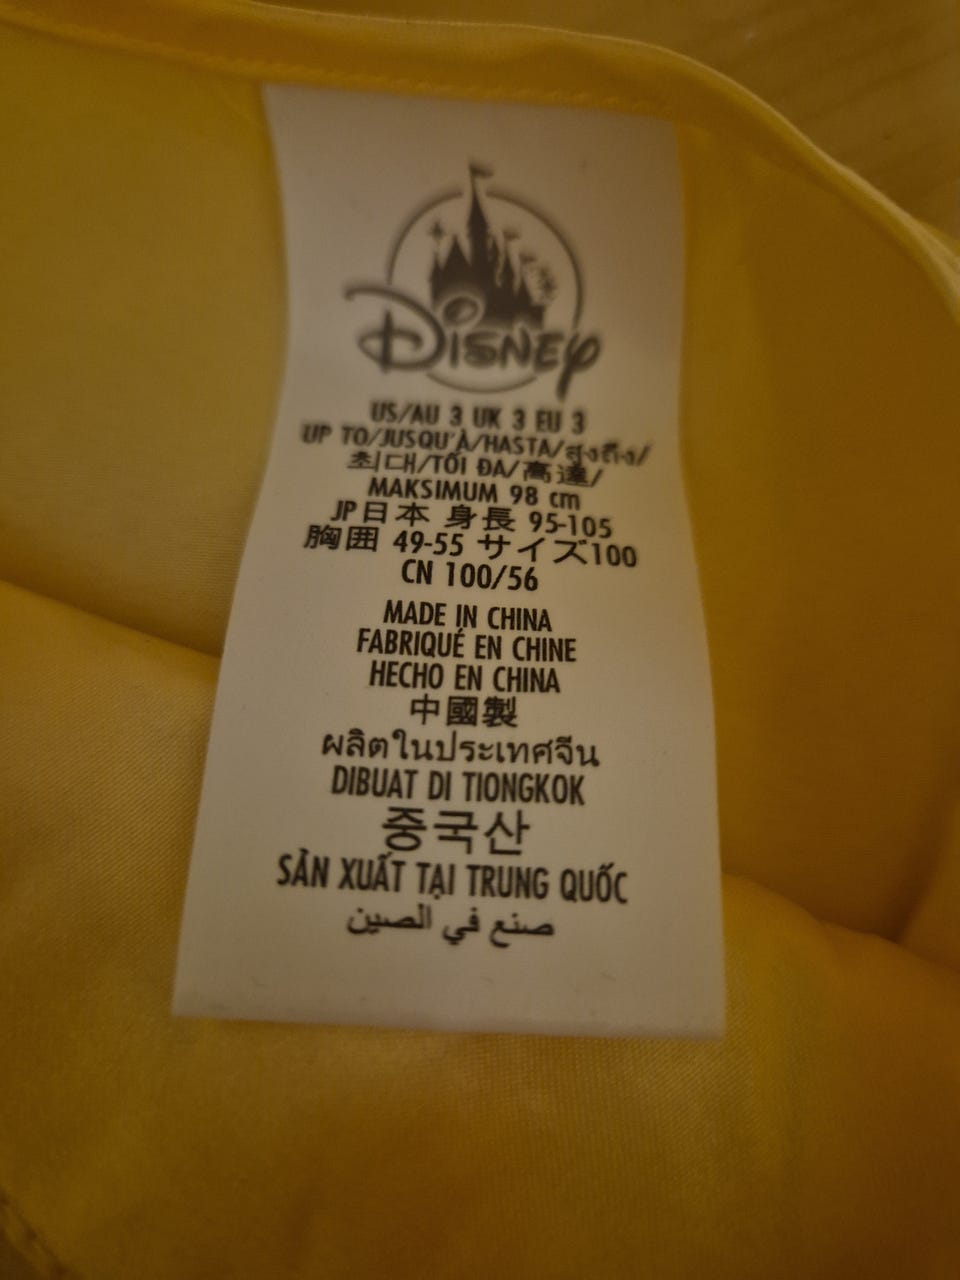 Disney
US/AU 3 UK 3 EU 3
UP TO/JUSQU'À/HASTA/สูงถึง/
최대/TỐI ĐA/高達/
MAKSIMUM 98 cm
JP日本 身長 95-105
胸囲 49-55 サイズ100
CN 100/56
MADE IN CHINA
FABRIQUÉ EN CHINE
HECHO EN CHINA
中國製
ผลิตในประเทศจีน
DIBUAT DI TIONGKOK
중국산
SẢN XUẤT TẠI TRUNG QUỐC
صنع في الصين